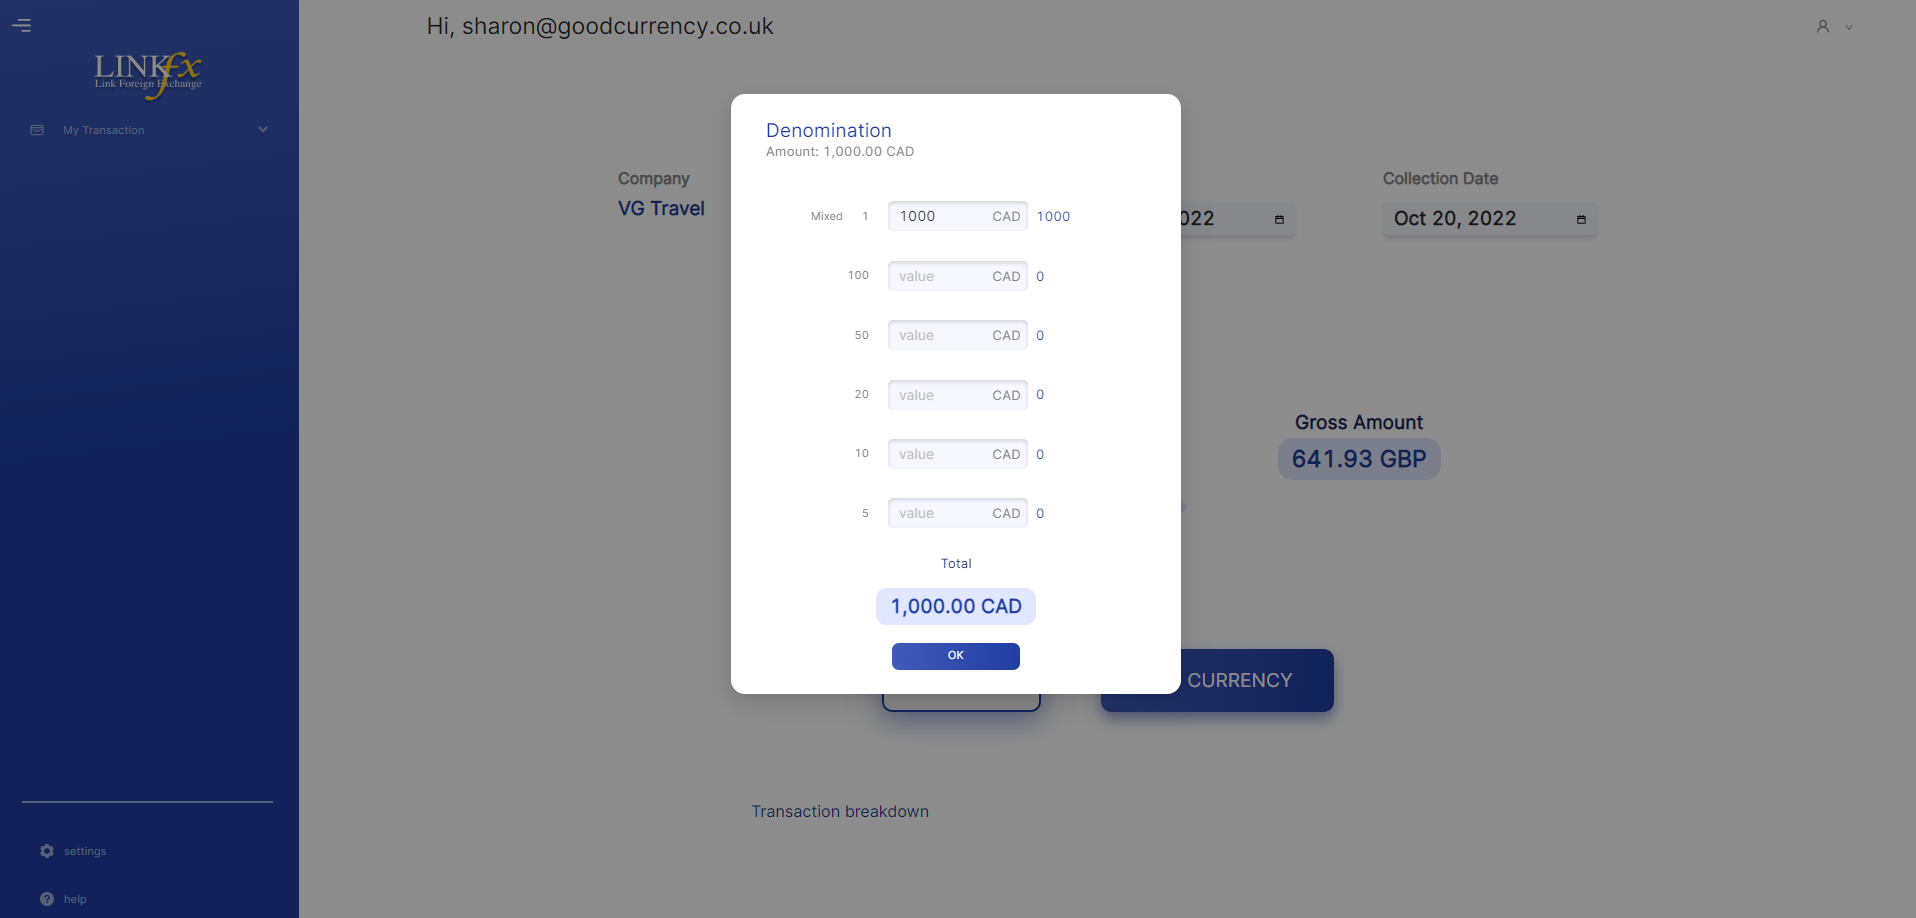 Hi, sharon@goodcurrency.co.uk
LINKfx
Link Foreign Exchange
My Transaction
Denomination
Amount: 1,000.00 CAD
Company
VG Travel
Collection Date
022
Oct 20, 2022
Mixed 1 1000 CAD 1000
100 value CAD 0
50 value CAD 0
20 value CAD 0
10 value CAD 0
5 value CAD 0
Gross Amount
641.93 GBP
Total
1,000.00 CAD
OK
CURRENCY
Transaction breakdown
settings
help